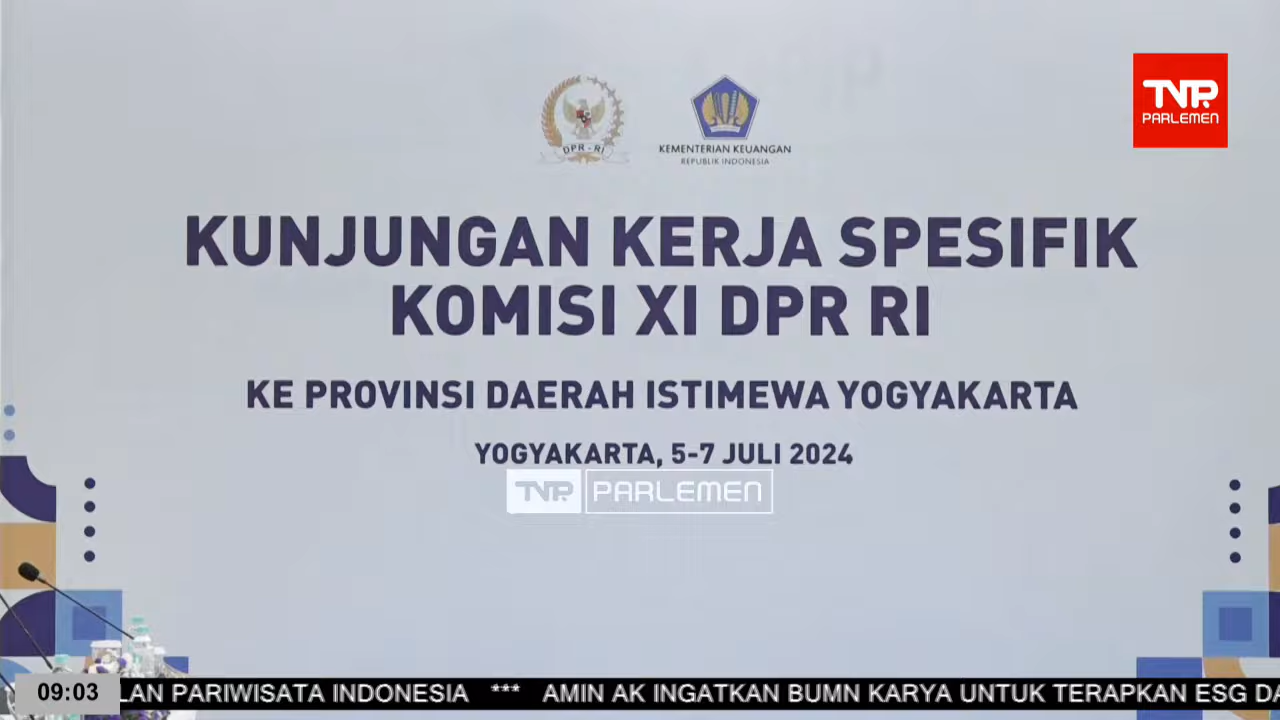 TVR
PARLEMEN
DPR - RI
KEMENTERIAN KEUANGAN
REPUBLIK INDONESIA
KUNJUNGAN KERJA SPESIFIK
KOMISI XI DPR RI
KE PROVINSI DAERAH ISTIMEWA YOGYAKARTA
YOGYAKARTA, 5-7 JULI 2024
TVR PARLEMEN
09:03 LAN PARIWISATA INDONESIA *** AMIN AK INGATKAN BUMN KARYA UNTUK TERAPKAN ESG DA